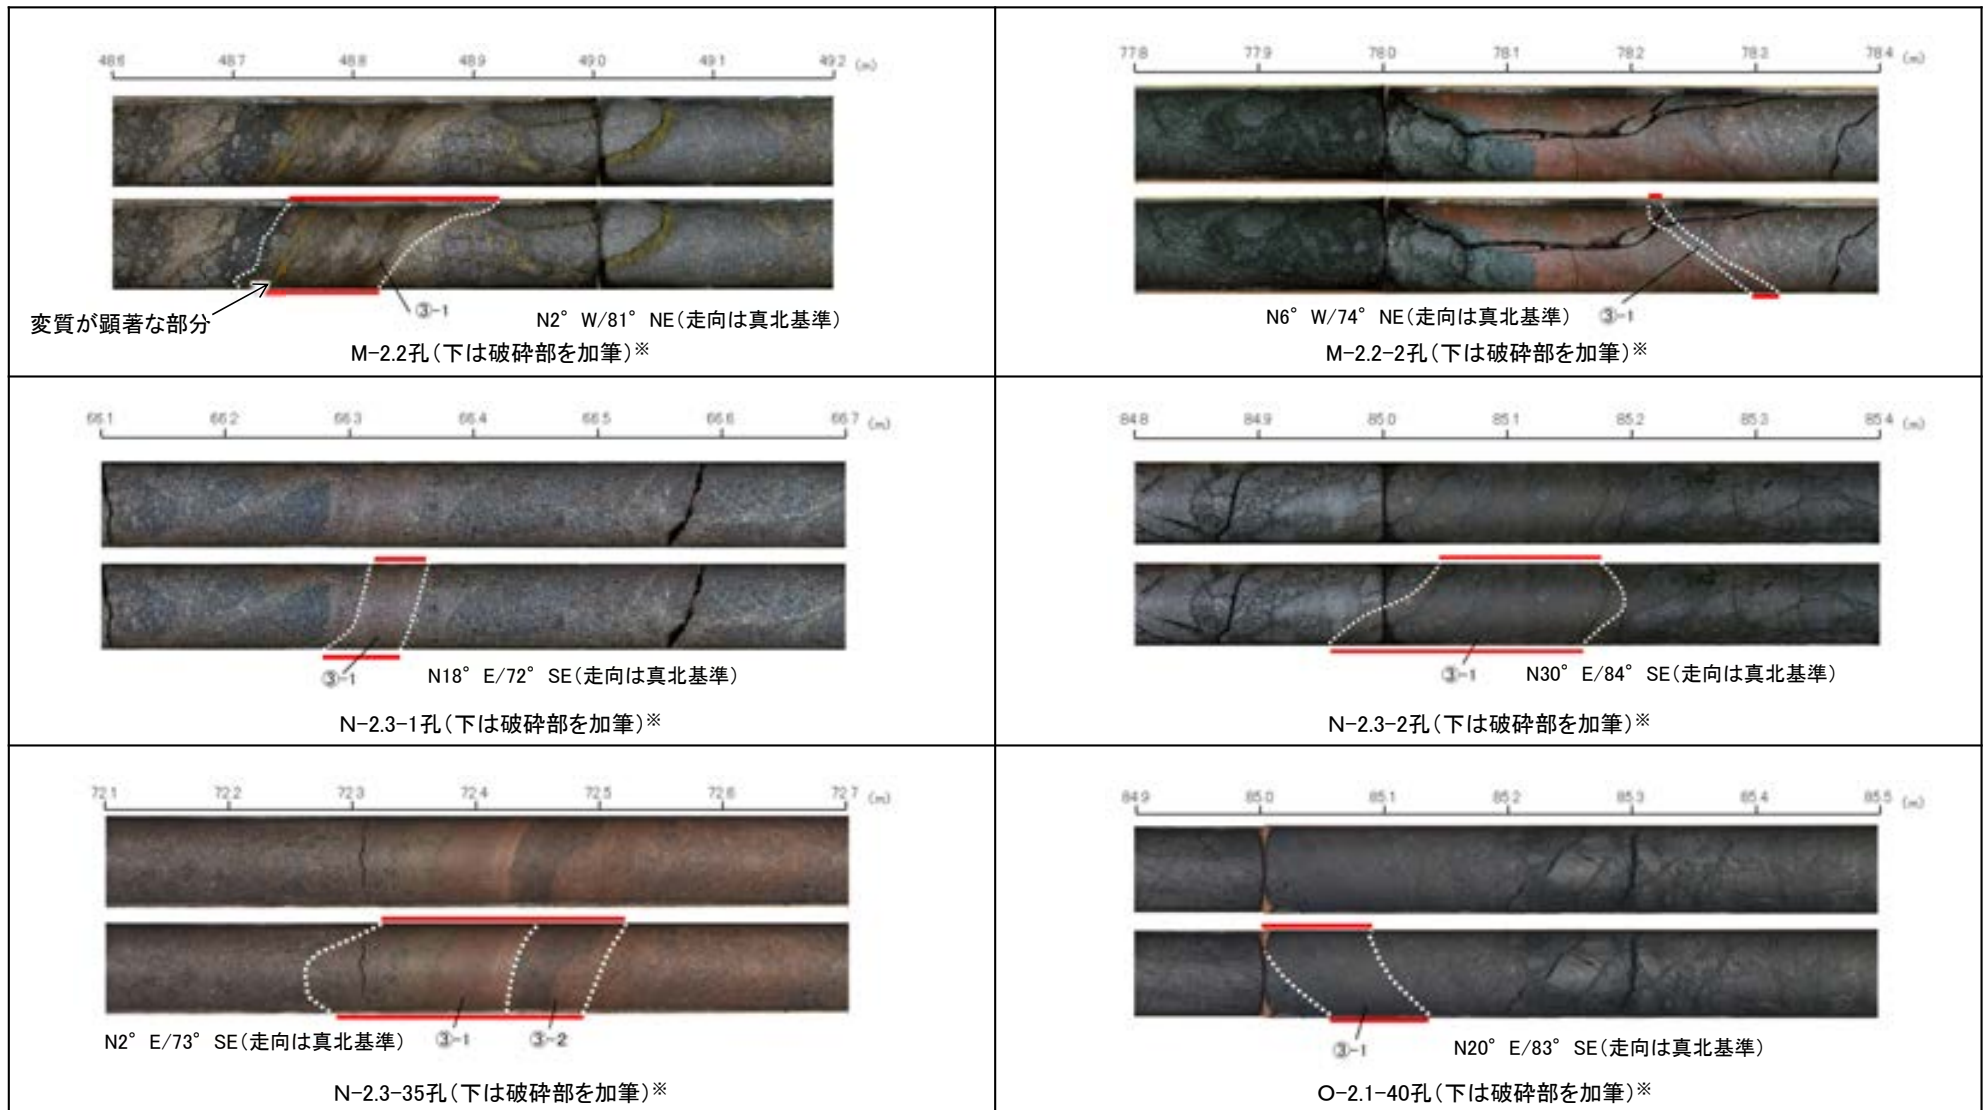 48.6 48.7 48.8 48.9 49.0 49.1 49.2 (m)
変質が顕著な部分
③-1
N2° W/81° NE(走向は真北基準)
M-2.2孔(下は破砕部を加筆)※
77.8 77.9 78.0 78.1 78.2 78.3 78.4 (m)
N6° W/74° NE(走向は真北基準)
③-1
M-2.2-2孔(下は破砕部を加筆)※
66.1 66.2 66.3 66.4 66.5 66.6 66.7 (m)
③-1
N18° E/72° SE(走向は真北基準)
N-2.3-1孔(下は破砕部を加筆)※
84.8 84.9 85.0 85.1 85.2 85.3 85.4 (m)
③-1
N30° E/84° SE(走向は真北基準)
N-2.3-2孔(下は破砕部を加筆)※
72.1 72.2 72.3 72.4 72.5 72.6 72.7 (m)
N2° E/73° SE(走向は真北基準)
③-1
③-2
N-2.3-35孔(下は破砕部を加筆)※
84.9 85.0 85.1 85.2 85.3 85.4 85.5 (m)
③-1
N20° E/83° SE(走向は真北基準)
O-2.1-40孔(下は破砕部を加筆)※